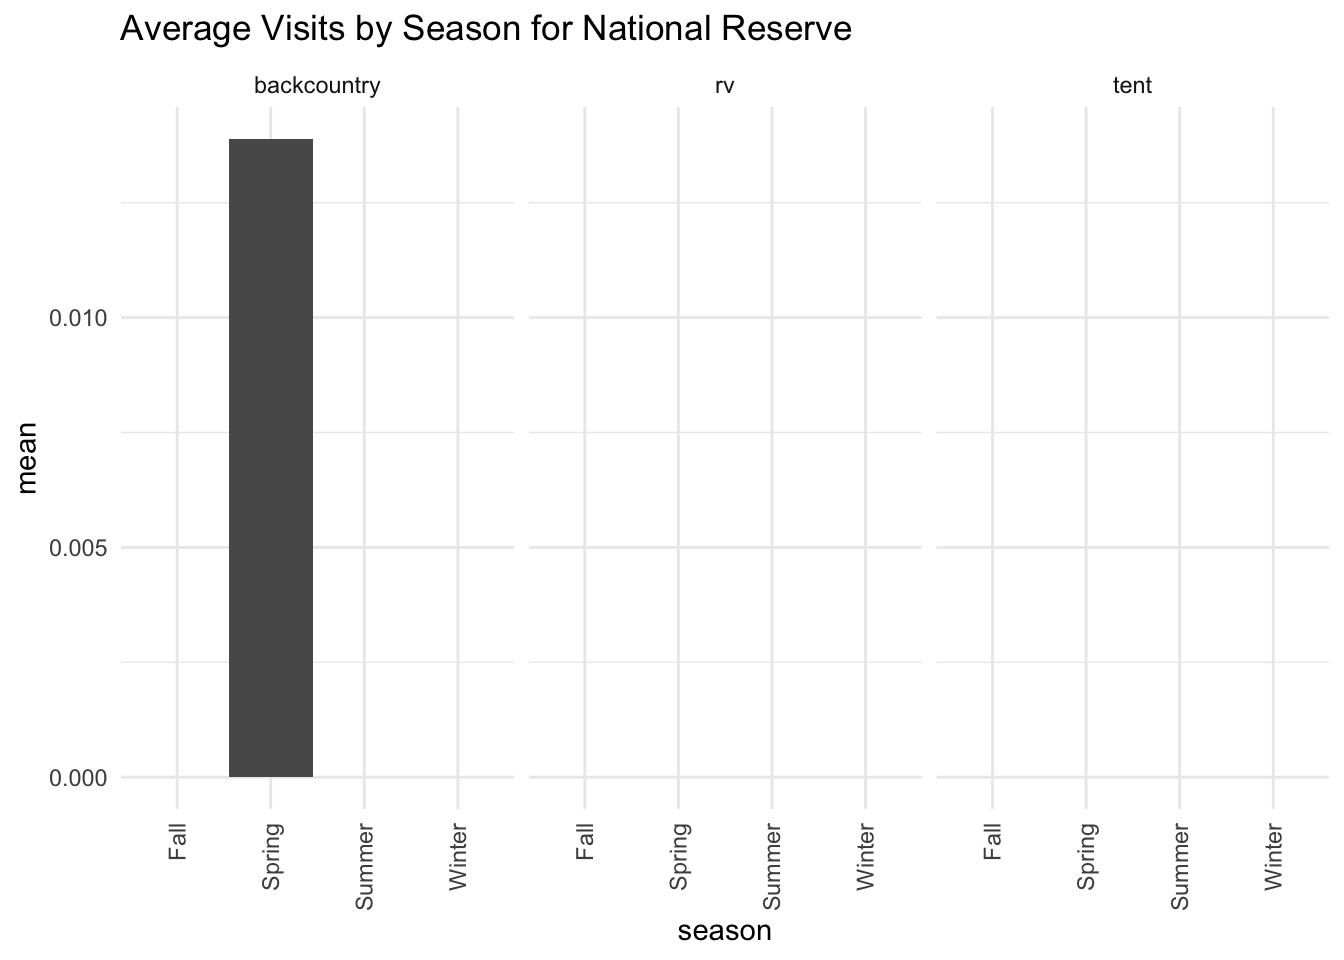 Average Visits by Season for National Reserve
backcountry
rv
tent
mean
0.010
0.005
0.000
Fall
Spring
Summer
Winter
Fall
Spring
Summer
Winter
Fall
Spring
Summer
Winter
season